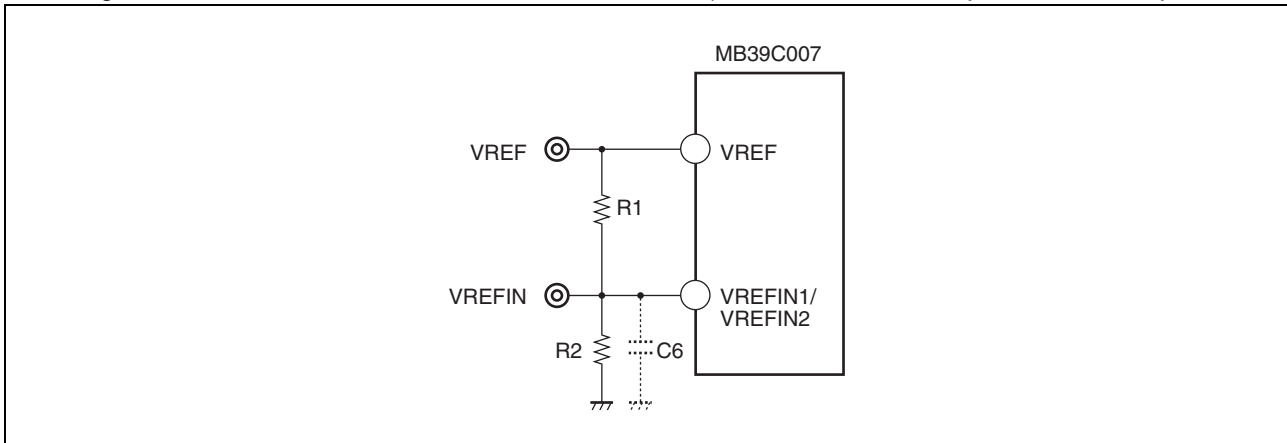 MB39C007
VREF
VREF
R1
VREFIN
VREFIN1/
VREFIN2
R2
C6